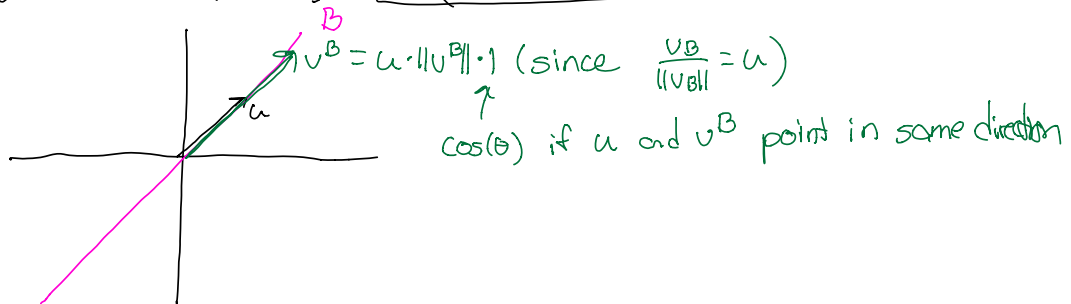 B
v^B = u·||v^B||·1 (since v_B/||v_B|| = u)
u
↑
cos(θ) if u and v^B point in same direction